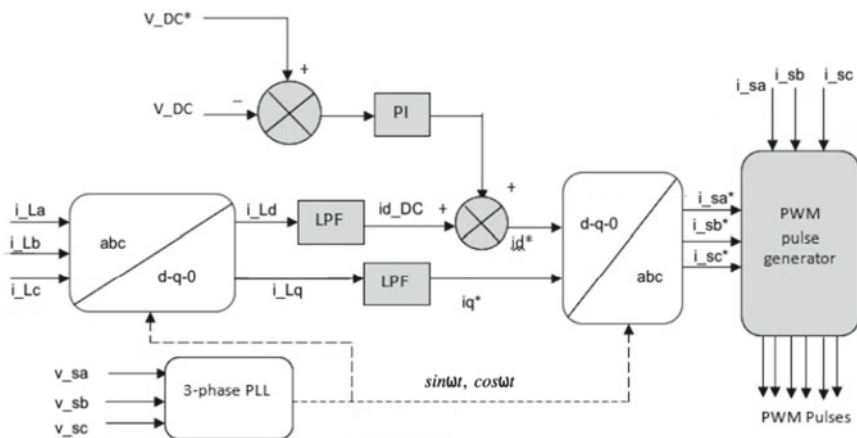 V_DC*
+
V_DC
−
PI
i_sa
i_sb
i_sc
i_La
i_Lb
i_Lc
abc
d-q-0
i_Ld
LPF
id_DC
+
+
id*
i_Lq
LPF
iq*
d-q-0
abc
i_sa*
i_sb*
i_sc*
PWM
pulse
generator
v_sa
v_sb
v_sc
3-phase PLL
sinωt, cosωt
PWM Pulses